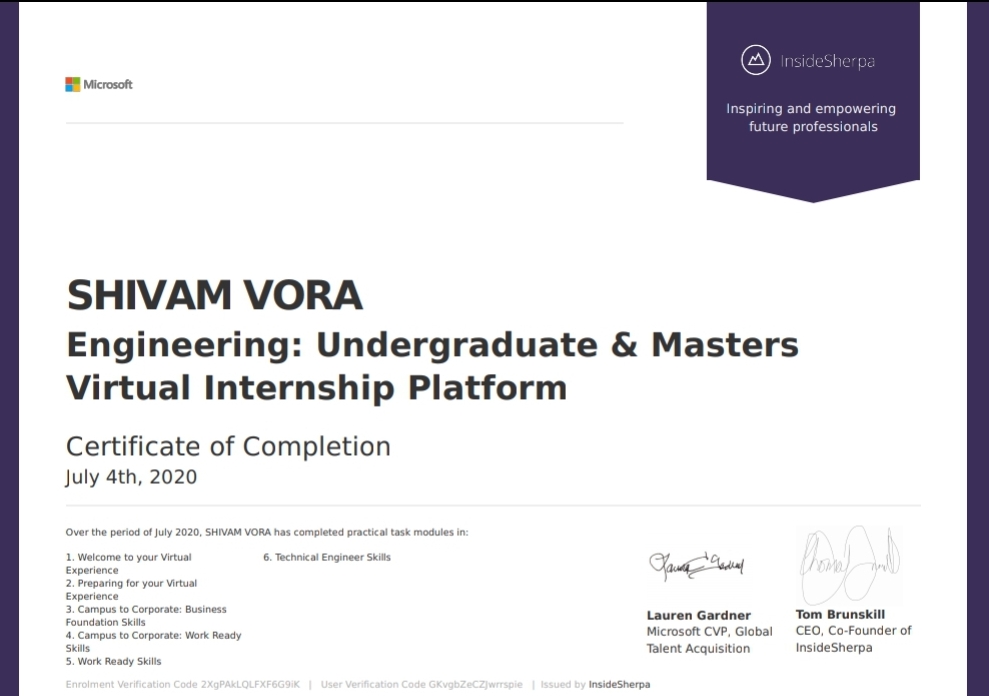 Microsoft
InsideSherpa
Inspiring and empowering
future professionals
SHIVAM VORA
Engineering: Undergraduate & Masters
Virtual Internship Platform
Certificate of Completion
July 4th, 2020
Over the period of July 2020, SHIVAM VORA has completed practical task modules in:
1. Welcome to your Virtual
Experience
2. Preparing for your Virtual
Experience
3. Campus to Corporate: Business
Foundation Skills
4. Campus to Corporate: Work Ready
Skills
5. Work Ready Skills
6. Technical Engineer Skills
Lauren Gardner
Microsoft CVP, Global
Talent Acquisition
Tom Brunskill
CEO, Co-Founder of
InsideSherpa
Enrolment Verification Code 2XgPAkLQLFXF6G9iK | User Verification Code GKvgbZeCZJwrrspie | Issued by InsideSherpa